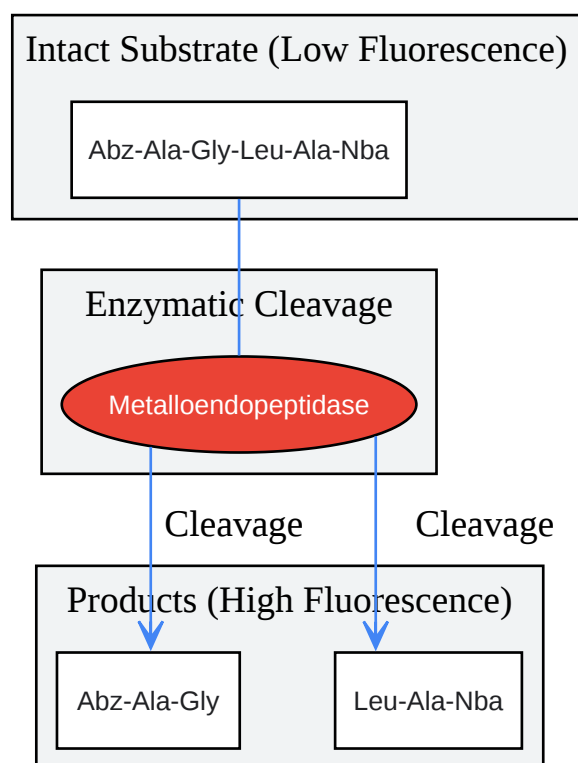 Intact Substrate (Low Fluorescence)
Abz-Ala-Gly-Leu-Ala-Nba
Enzymatic Cleavage
Metalloendopeptidase
Cleavage
Cleavage
Products (High Fluorescence)
Abz-Ala-Gly
Leu-Ala-Nba